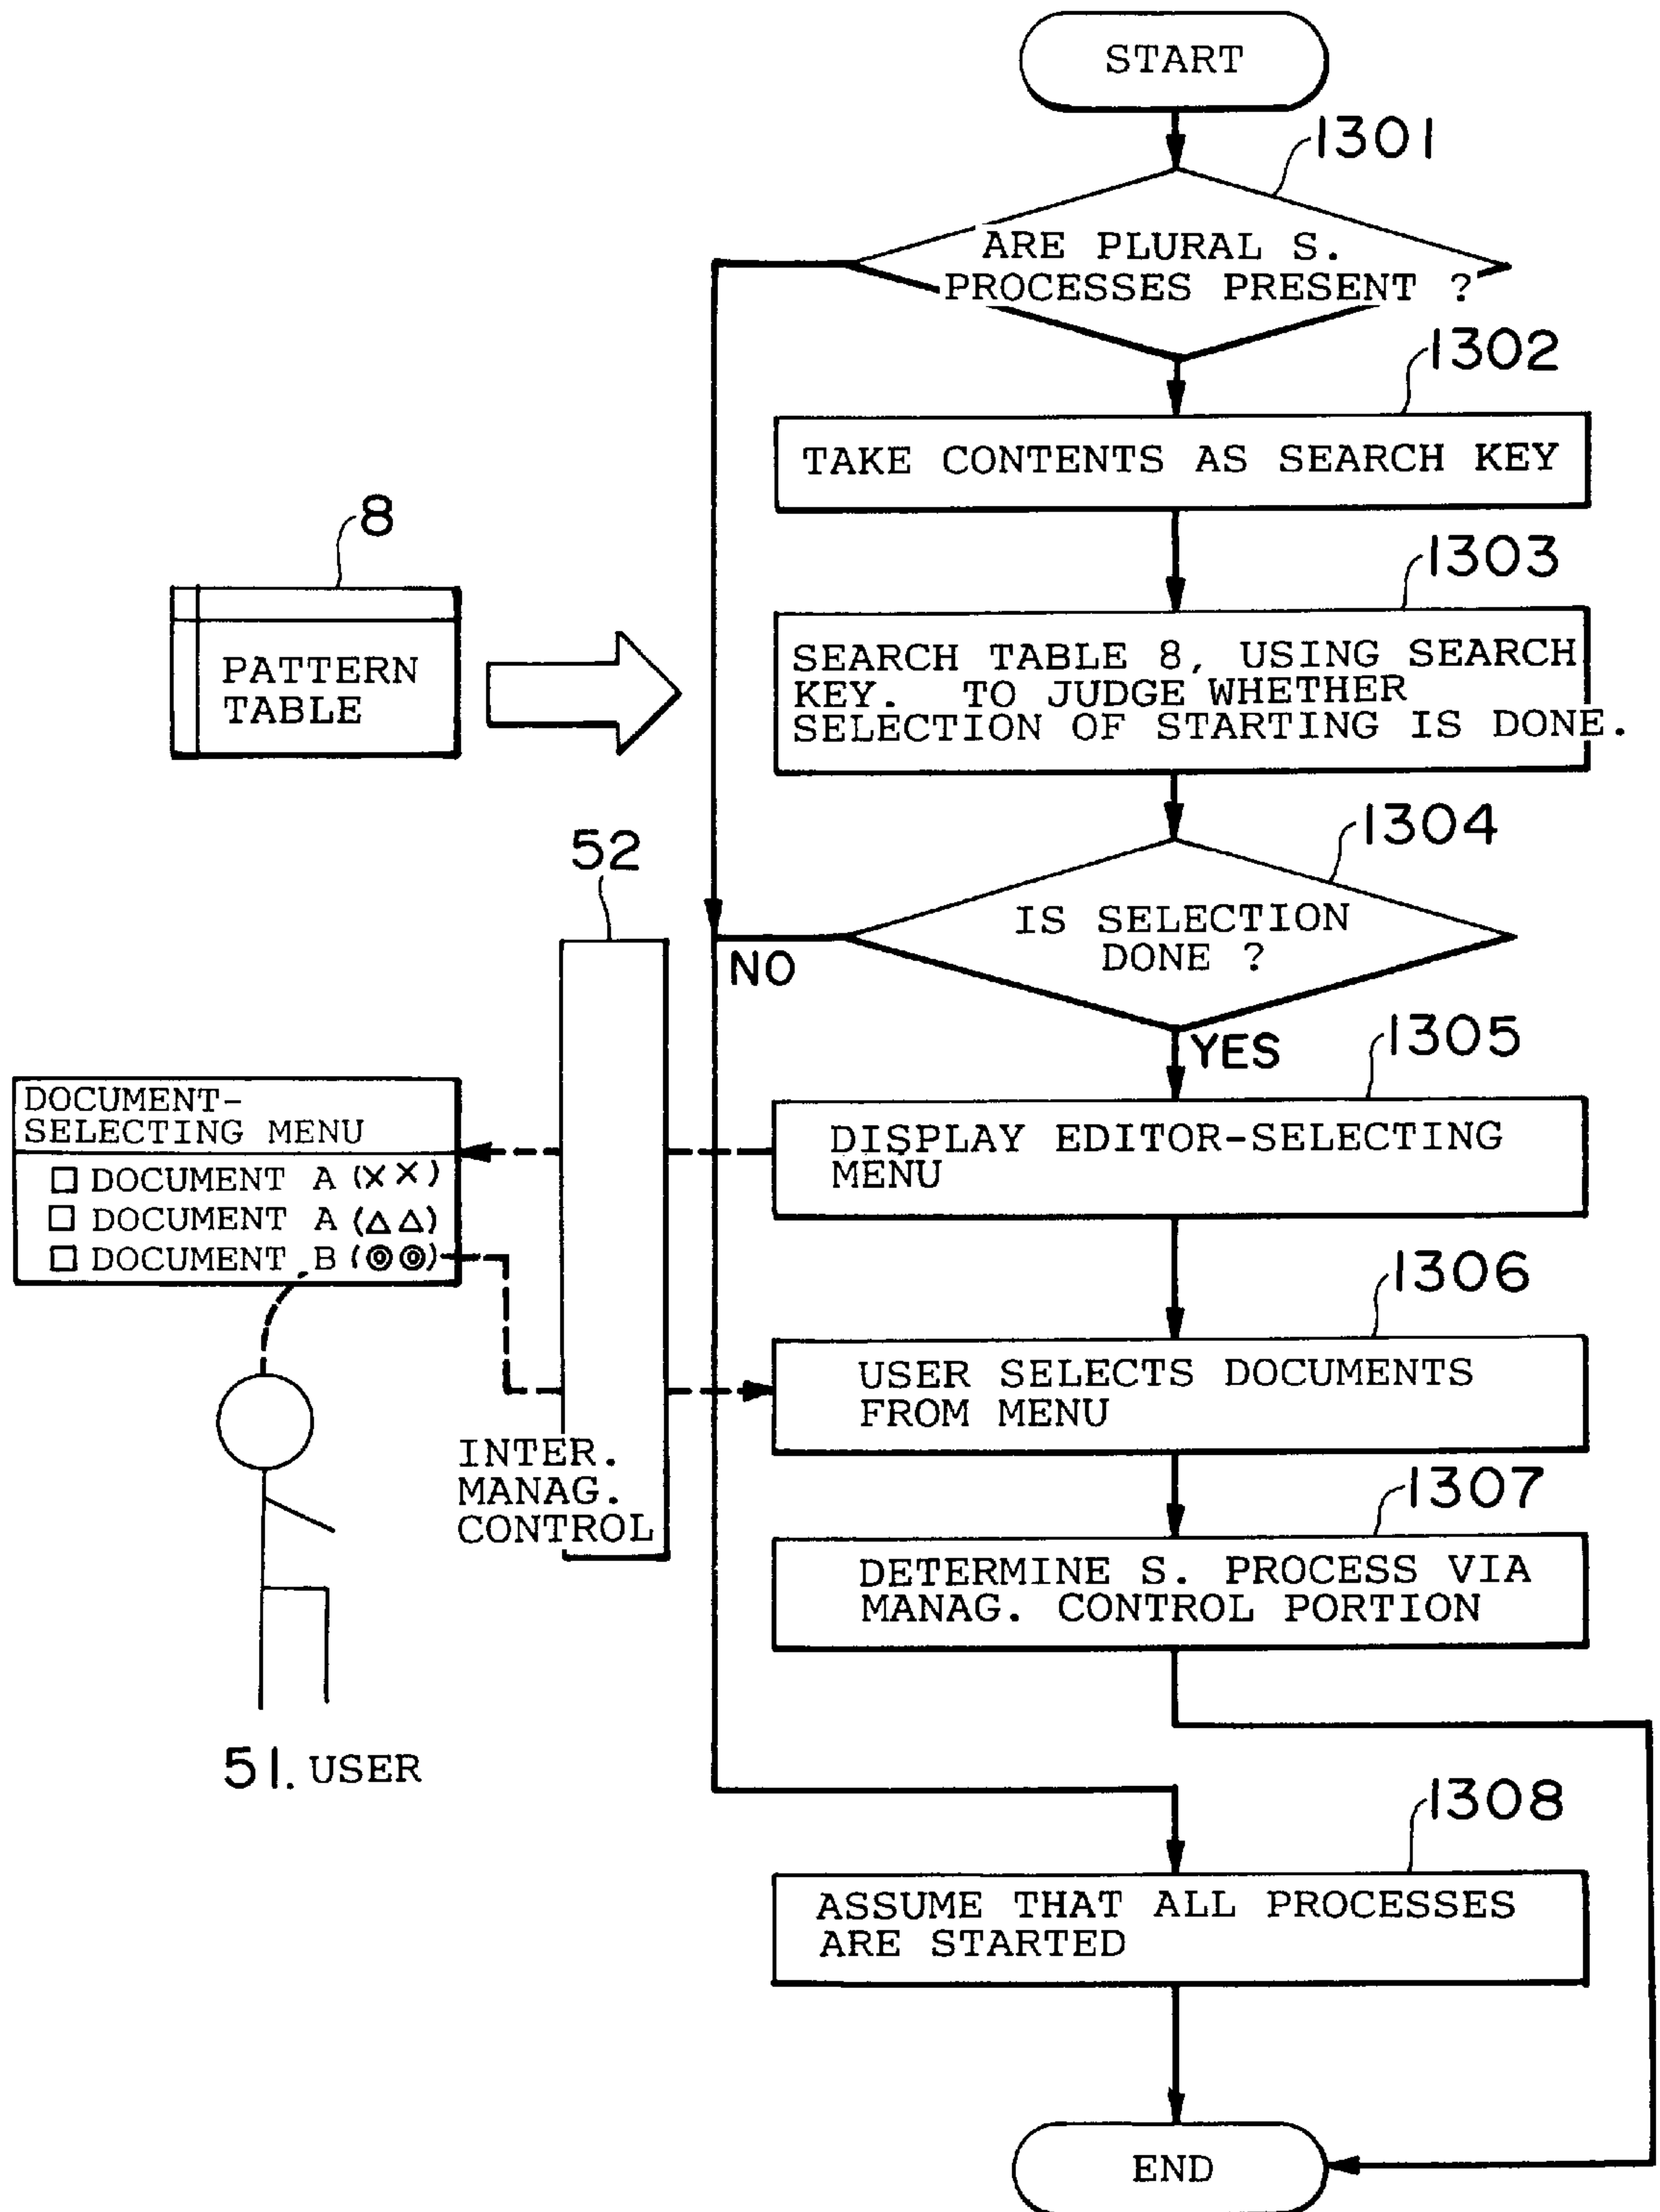 START
1301
ARE PLURAL S.
PROCESSES PRESENT ?
1302
TAKE CONTENTS AS SEARCH KEY
8
PATTERN
TABLE
1303
SEARCH TABLE 8, USING SEARCH
KEY. TO JUDGE WHETHER
SELECTION OF STARTING IS DONE.
1304
IS SELECTION
DONE ?
NO
YES
52
1305
DISPLAY EDITOR-SELECTING
MENU
DOCUMENT-
SELECTING MENU
□ DOCUMENT A (××)
□ DOCUMENT A (△△)
□ DOCUMENT B (◎◎)
1306
USER SELECTS DOCUMENTS
FROM MENU
INTER.
MANAG.
CONTROL
1307
DETERMINE S. PROCESS VIA
MANAG. CONTROL PORTION
51. USER
1308
ASSUME THAT ALL PROCESSES
ARE STARTED
END